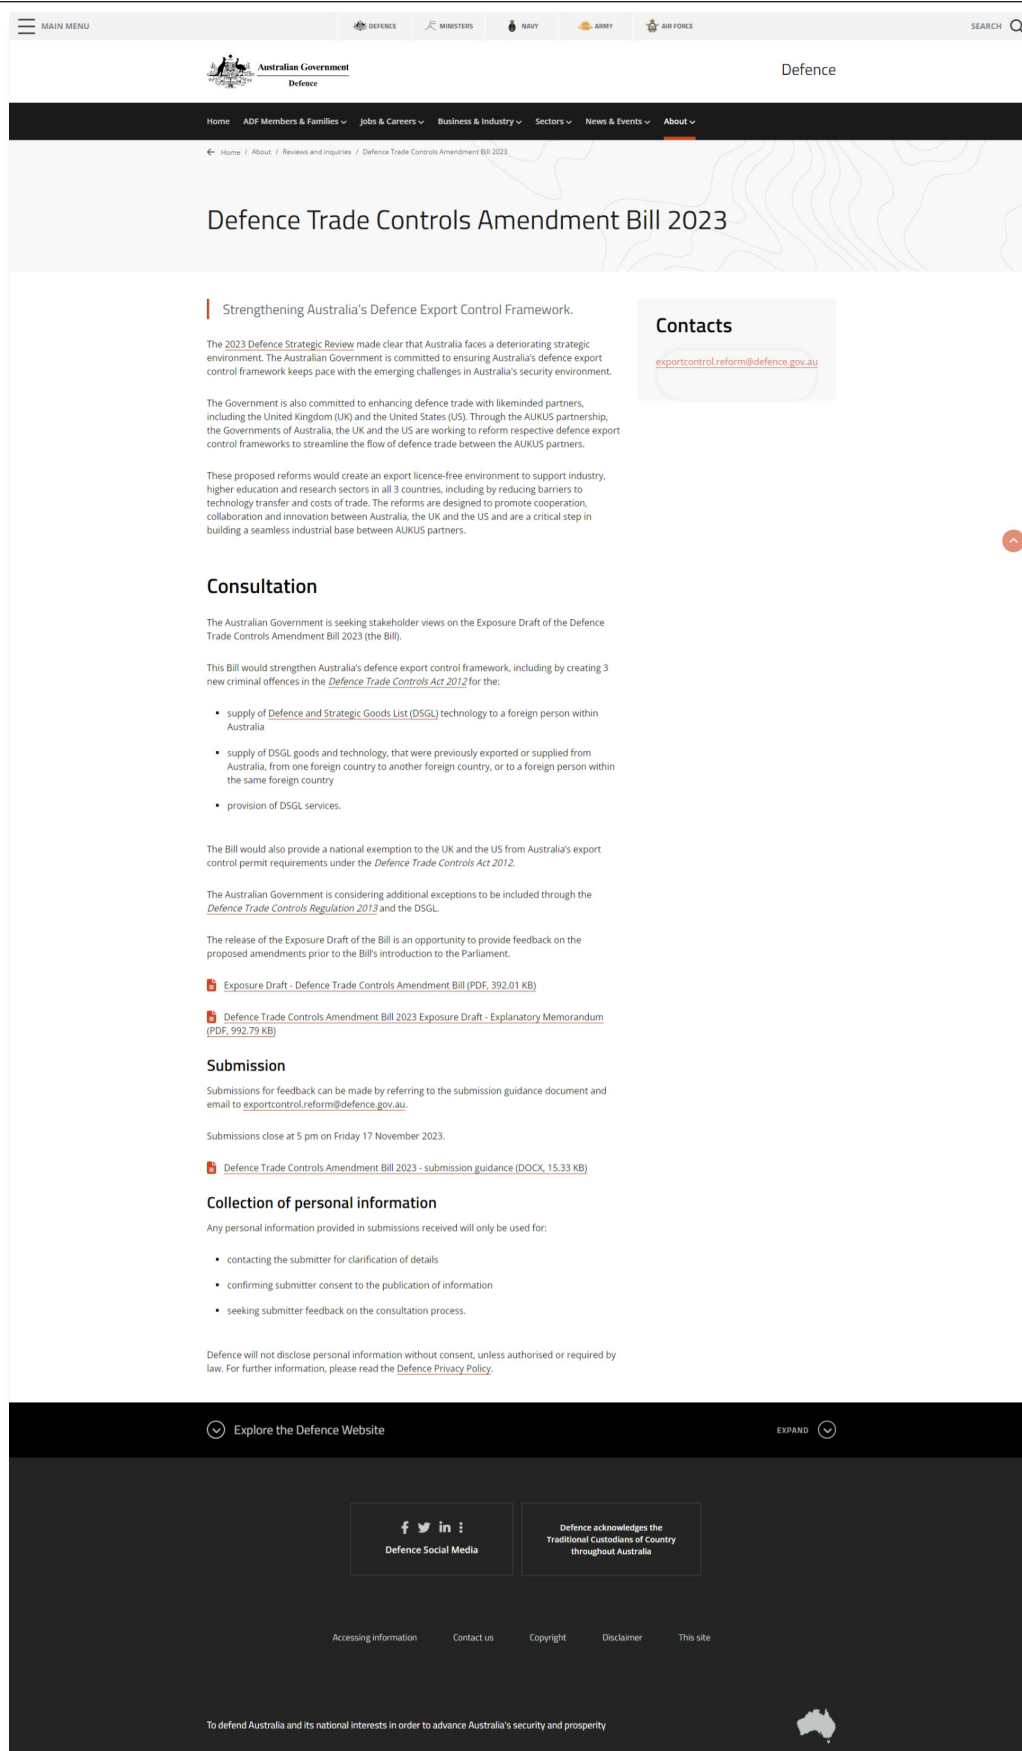 MAIN MENU
DEFENCE
MINISTERS
NAVY
ARMY
AIR FORCE
SEARCH
Australian Government
Defence
Defence
Home
ADF Members & Families
Jobs & Careers
Business & Industry
Sectors
News & Events
About
Home / About / Reviews and inquiries / Defence Trade Controls Amendment Bill 2023
Defence Trade Controls Amendment Bill 2023
Strengthening Australia's Defence Export Control Framework.
The 2023 Defence Strategic Review made clear that Australia faces a deteriorating strategic
environment. The Australian Government is committed to ensuring Australia's defence export
control framework keeps pace with the emerging challenges in Australia's security environment.
The Government is also committed to enhancing defence trade with likeminded partners,
including the United Kingdom (UK) and the United States (US). Through the AUKUS partnership,
the Governments of Australia, the UK and the US are working to reform respective defence export
control frameworks to streamline the flow of defence trade between the AUKUS partners.
These proposed reforms would create an export licence-free environment to support industry,
higher education and research sectors in all 3 countries, including by reducing barriers to
technology transfer and costs of trade. The reforms are designed to promote cooperation,
collaboration and innovation between Australia, the UK and the US and are a critical step in
building a seamless industrial base between AUKUS partners.
Contacts
exportcontrol.reform@defence.gov.au
Consultation
The Australian Government is seeking stakeholder views on the Exposure Draft of the Defence
Trade Controls Amendment Bill 2023 (the Bill).
This Bill would strengthen Australia's defence export control framework, including by creating 3
new criminal offences in the Defence Trade Controls Act 2012 for the:
▪ supply of Defence and Strategic Goods List (DSGL) technology to a foreign person within
Australia
▪ supply of DSGL goods and technology, that were previously exported or supplied from
Australia, from one foreign country to another foreign country, or to a foreign person within
the same foreign country
▪ provision of DSGL services.
The Bill would also provide a national exemption to the UK and the US from Australia's export
control permit requirements under the Defence Trade Controls Act 2012.
The Australian Government is considering additional exceptions to be included through the
Defence Trade Controls Regulation 2013 and the DSGL.
The release of the Exposure Draft of the Bill is an opportunity to provide feedback on the
proposed amendments prior to the Bill's introduction to the Parliament.
Exposure Draft - Defence Trade Controls Amendment Bill (PDF, 392.01 KB)
Defence Trade Controls Amendment Bill 2023 Exposure Draft - Explanatory Memorandum
(PDF, 992.79 KB)
Submission
Submissions for feedback can be made by referring to the submission guidance document and
email to exportcontrol.reform@defence.gov.au.
Submissions close at 5 pm on Friday 17 November 2023.
Defence Trade Controls Amendment Bill 2023 - submission guidance (DOCX, 15.33 KB)
Collection of personal information
Any personal information provided in submissions received will only be used for:
▪ contacting the submitter for clarification of details
▪ confirming submitter consent to the publication of information
▪ seeking submitter feedback on the consultation process.
Defence will not disclose personal information without consent, unless authorised or required by
law. For further information, please read the Defence Privacy Policy.
Explore the Defence Website
EXPAND
Defence Social Media
Defence acknowledges the
Traditional Custodians of Country
throughout Australia
Accessing information
Contact us
Copyright
Disclaimer
This site
To defend Australia and its national interests in order to advance Australia's security and prosperity